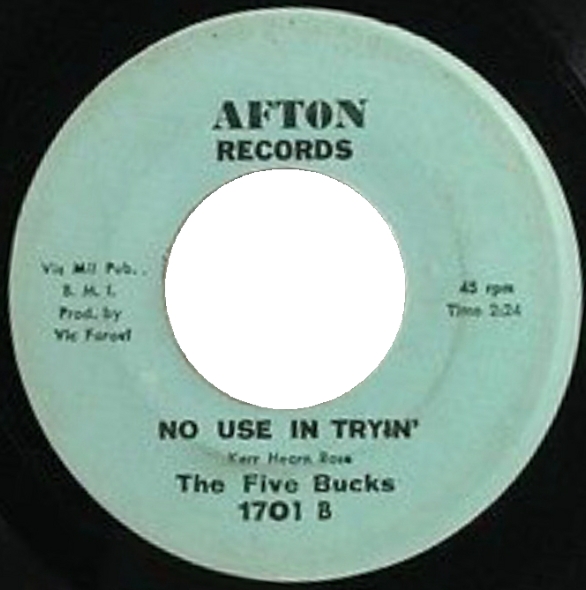 AFTON
RECORDS
Vic Mil Pub..
B. M. I.
Prod. by
Vic
45 rpm
Time 2:24
NO USE IN TRYIN'
Kerr Hearn Rose
The Five Bucks
1701 B